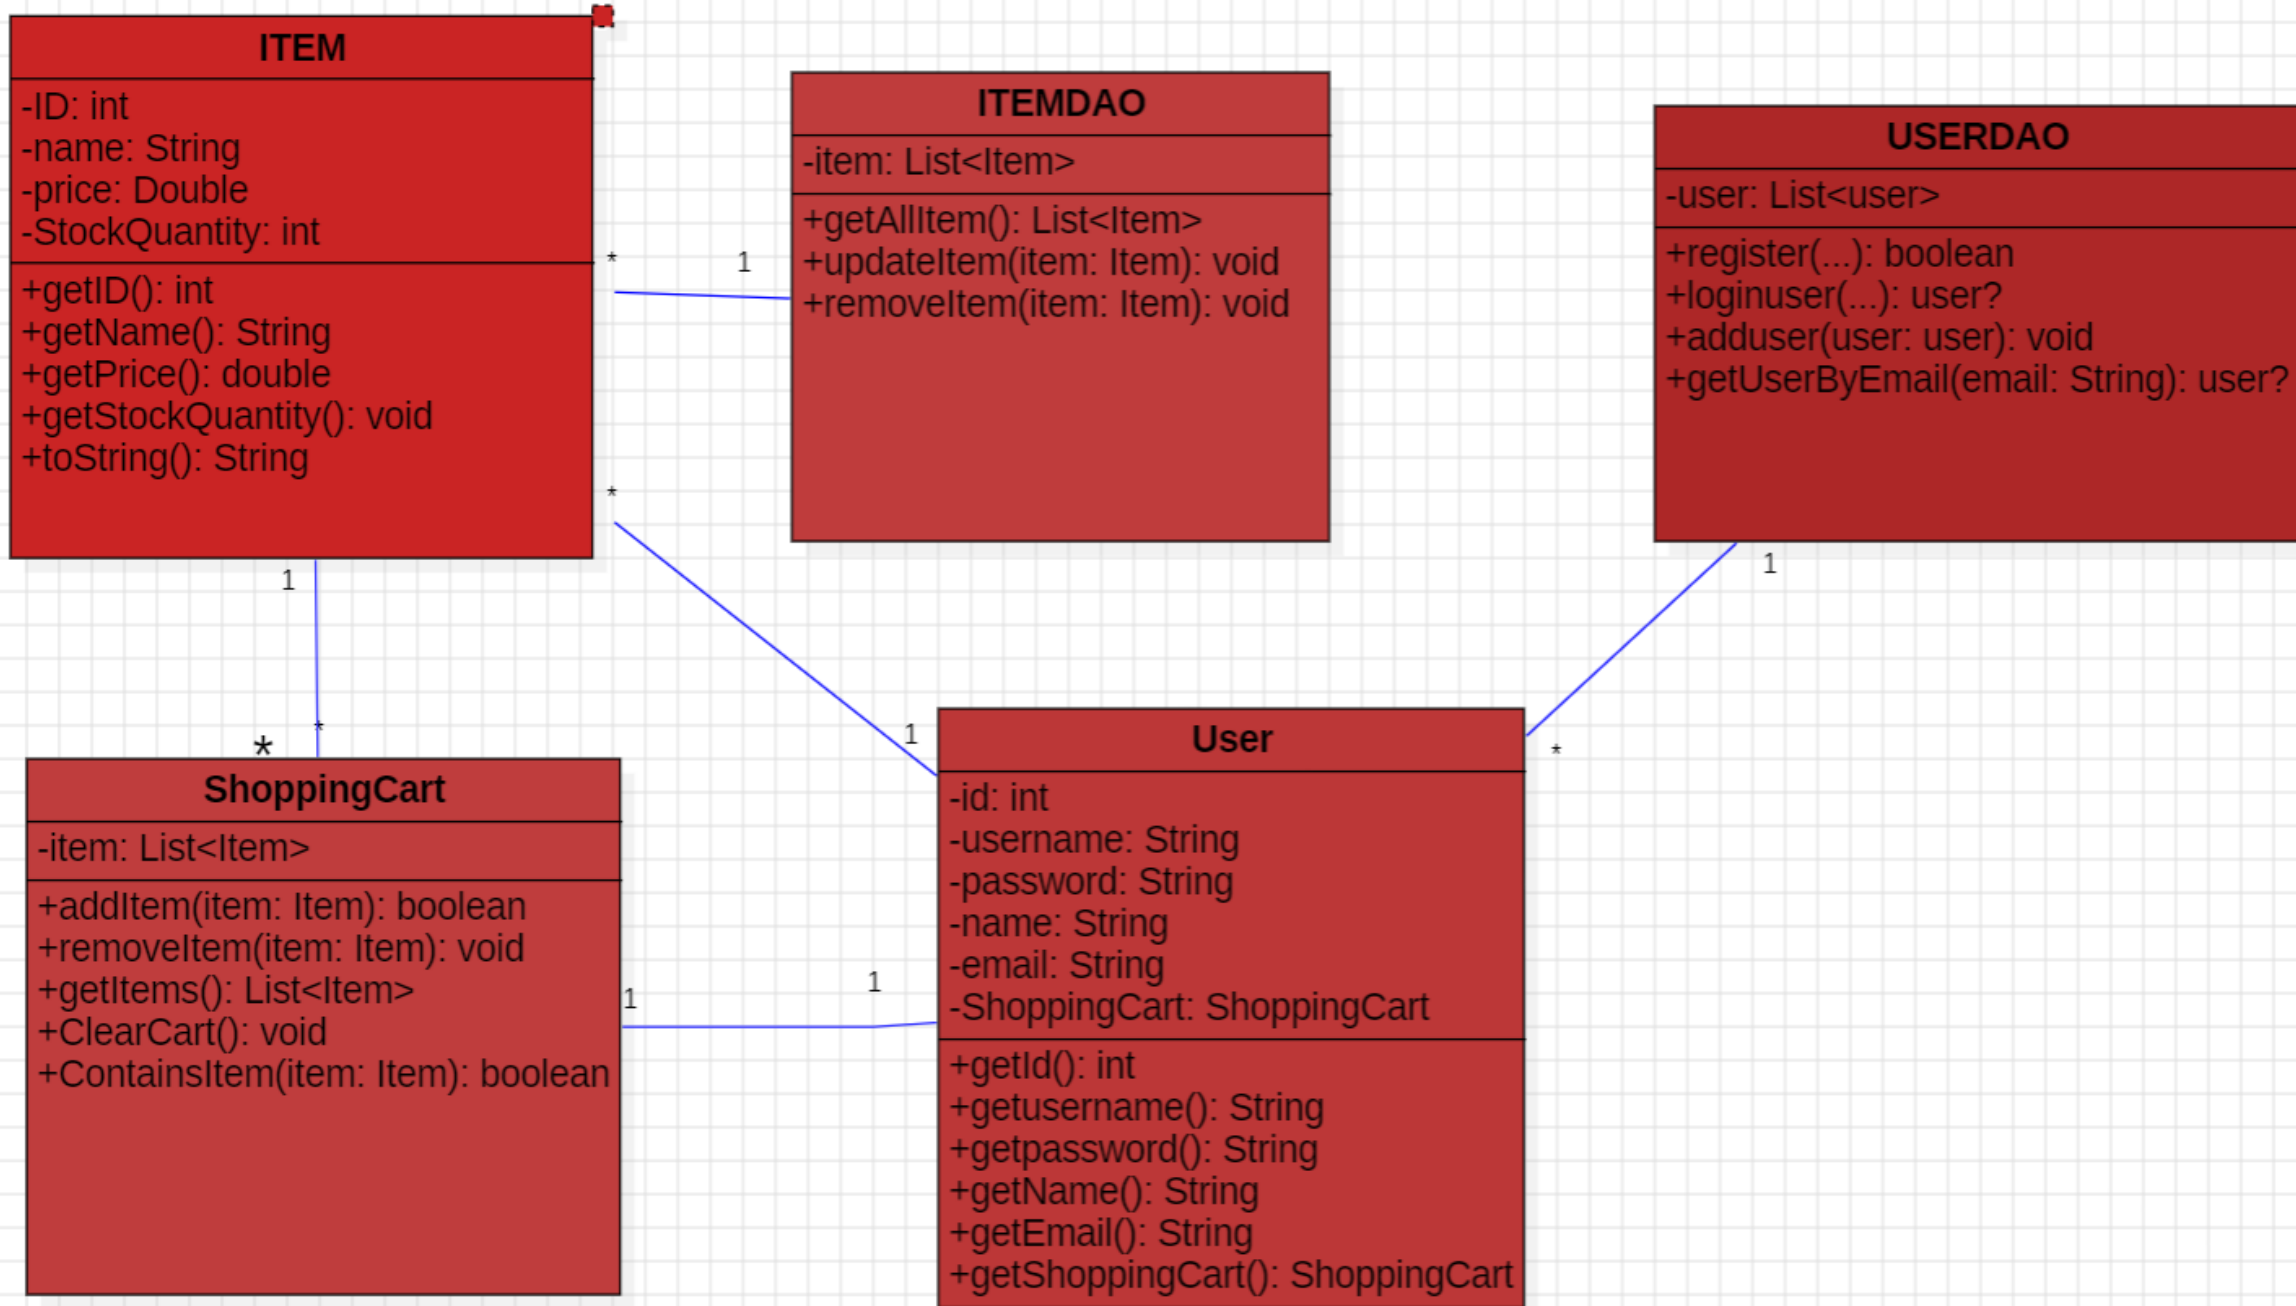 ITEM
-ID: int
-name: String
-price: Double
-StockQuantity: int
+getID(): int
+getName(): String
+getPrice(): double
+getStockQuantity(): void
+toString(): String
ITEMDAO
-item: List<Item>
+getAllItem(): List<Item>
+updateItem(item: Item): void
+removeItem(item: Item): void
USERDAO
-user: List<user>
+register(...): boolean
+loginuser(...): user?
+adduser(user: user): void
+getUserByEmail(email: String): user?
* 1
*
1
1
1
*
* *
ShoppingCart
-item: List<Item>
+addItem(item: Item): boolean
+removeItem(item: Item): void
+getItems(): List<Item>
+ClearCart(): void
+ContainsItem(item: Item): boolean
1 1
User
-id: int
-username: String
-password: String
-name: String
-email: String
-ShoppingCart: ShoppingCart
+getId(): int
+getusername(): String
+getpassword(): String
+getName(): String
+getEmail(): String
+getShoppingCart(): ShoppingCart